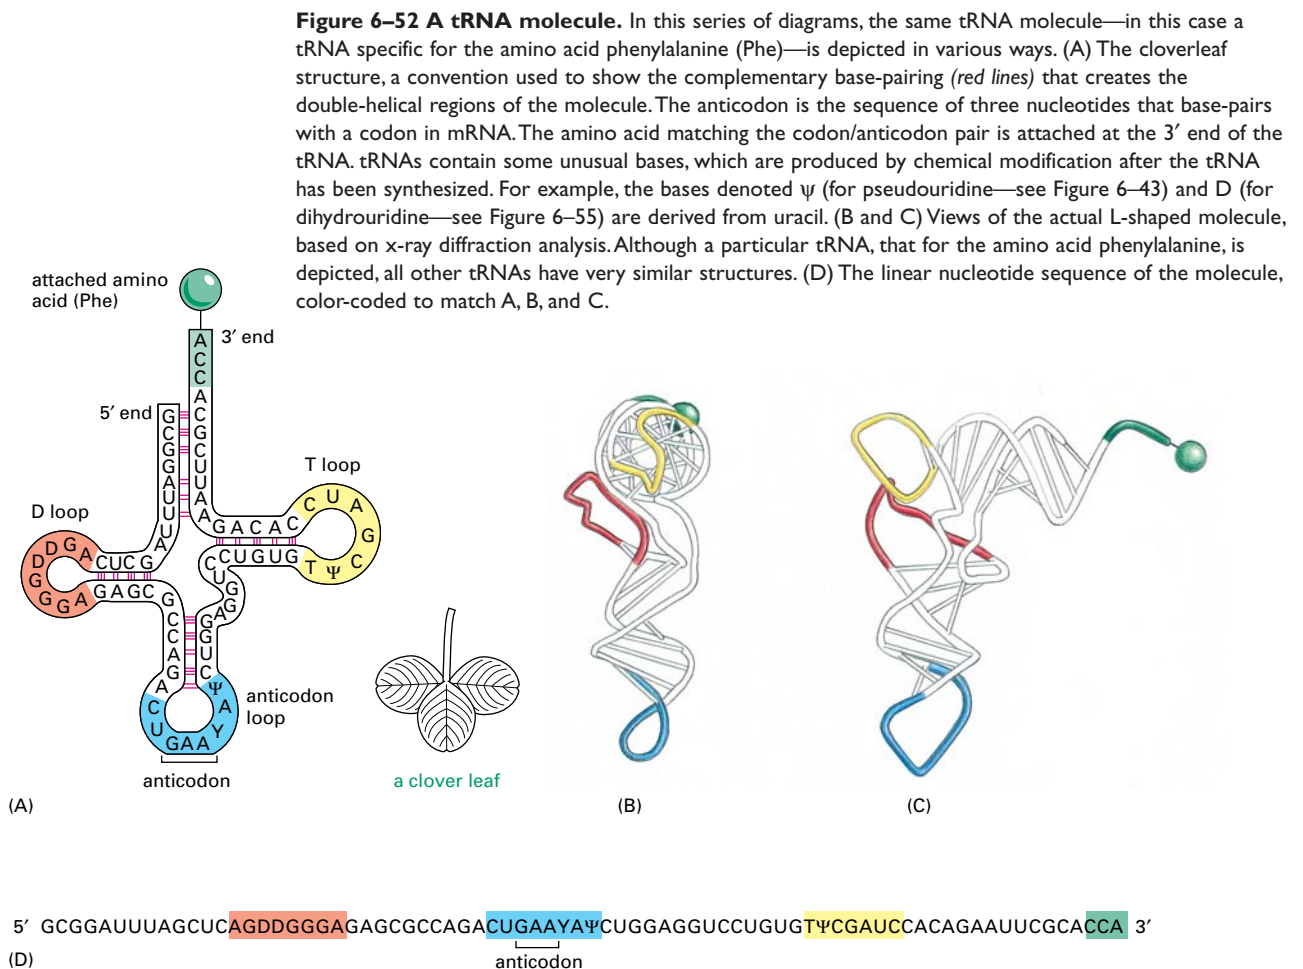 Figure 6–52 A tRNA molecule. In this series of diagrams, the same tRNA molecule—in this case a
tRNA specific for the amino acid phenylalanine (Phe)—is depicted in various ways. (A) The cloverleaf
structure, a convention used to show the complementary base-pairing (red lines) that creates the
double-helical regions of the molecule. The anticodon is the sequence of three nucleotides that base-pairs
with a codon in mRNA. The amino acid matching the codon/anticodon pair is attached at the 3′ end of the
tRNA. tRNAs contain some unusual bases, which are produced by chemical modification after the tRNA
has been synthesized. For example, the bases denoted ψ (for pseudouridine—see Figure 6–43) and D (for
dihydrouridine—see Figure 6–55) are derived from uracil. (B and C) Views of the actual L-shaped molecule,
based on x-ray diffraction analysis. Although a particular tRNA, that for the amino acid phenylalanine, is
depicted, all other tRNAs have very similar structures. (D) The linear nucleotide sequence of the molecule,
color-coded to match A, B, and C.
attached amino
acid (Phe)
3′ end
A
C
C
A
C
G
C
U
U
A
A
5′ end
G
C
G
G
A
U
U
U
A
T loop
GACAC
CUAGCΨT
CUGUG
D loop
CUCG
AGDDGGGA
GAGC
G
C
C
A
G
A
C
U
GAA
Y
A
Ψ
C
U
G
G
A
G
G
U
C
anticodon
loop
anticodon
a clover leaf
(A)
(B)
(C)
5′ GCGGAUUUAGCUCAGDDGGGAGAGCGCCAGACUGAAYAΨCUGGAGGUCCUGUGTΨCGAUCCACAGAAUUCGCACCA 3′
anticodon
(D)